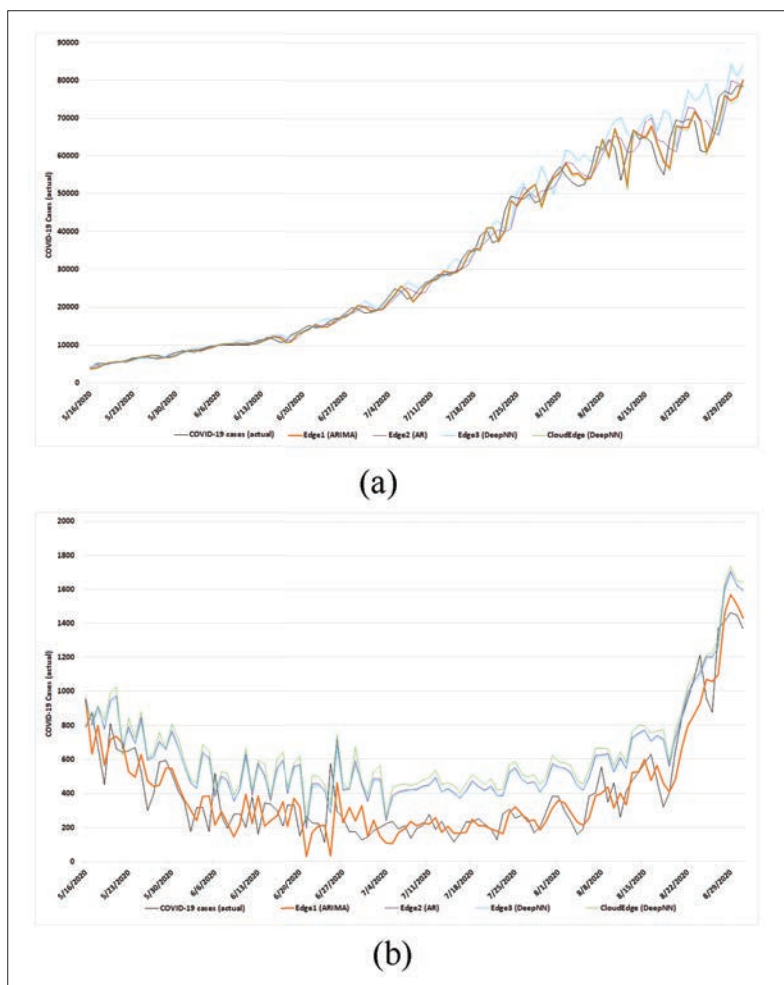 90000
80000
70000
60000
50000
40000
30000
20000
10000
0
COVID-19 Cases (actual)
5/16/2020 5/23/2020 5/30/2020 6/6/2020 6/13/2020 6/20/2020 6/27/2020 7/4/2020 7/11/2020 7/18/2020 7/25/2020 8/1/2020 8/8/2020 8/15/2020 8/22/2020 8/29/2020
COVID-19 cases (actual) Edge1 (ARIMA) Edge2 (AR) Edge3 (DeepNN) CloudEdge (DeepNN)
(a)
2000
1800
1600
1400
1200
1000
800
600
400
200
0
COVID-19 Cases (actual)
5/16/2020 5/23/2020 5/30/2020 6/6/2020 6/13/2020 6/20/2020 6/27/2020 7/4/2020 7/11/2020 7/18/2020 7/25/2020 8/1/2020 8/8/2020 8/15/2020 8/22/2020 8/29/2020
COVID-19 cases (actual) Edge1 (ARIMA) Edge2 (AR) Edge3 (DeepNN) CloudEdge (DeepNN)
(b)